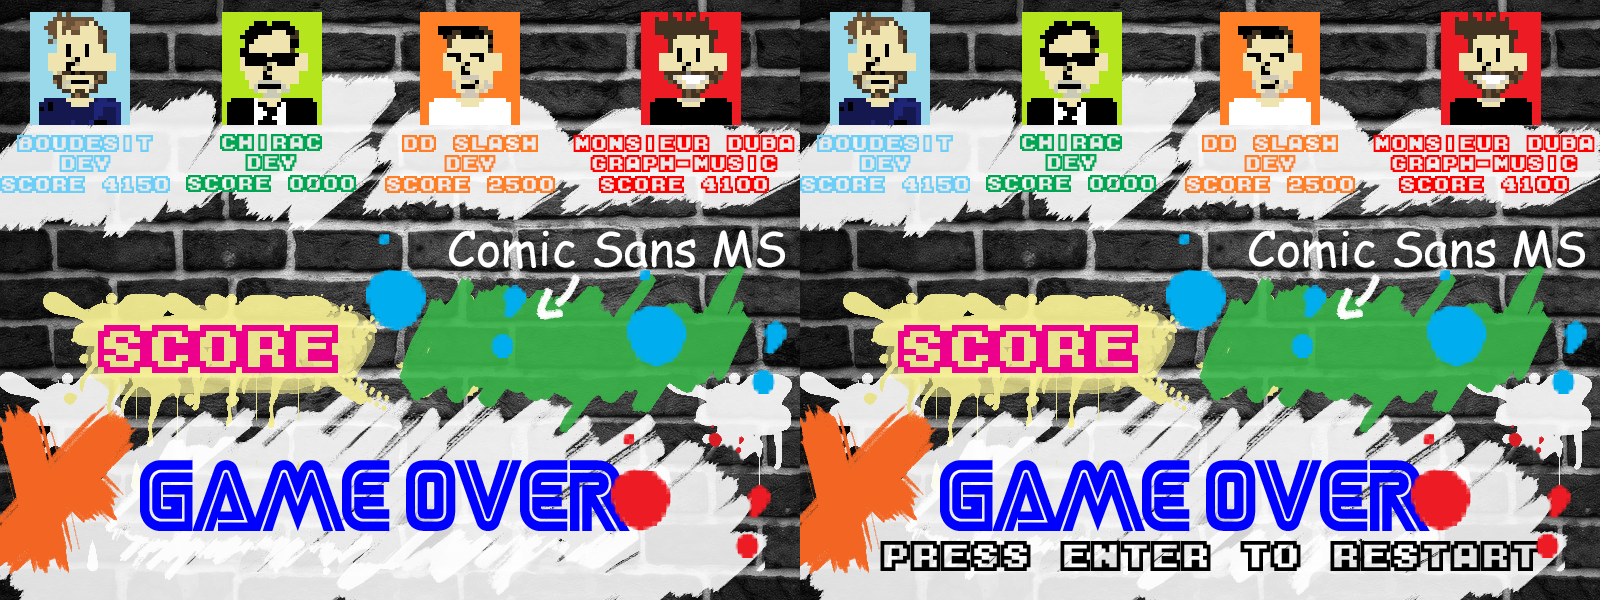 BOUDESIT
DEV
SCORE 4150
CHIRAC
DEV
SCORE 0000
DD SLASH
DEV
SCORE 2500
MONSIEUR DUBA
GRAPH-MUSIC
SCORE 4100
Comic Sans MS
SCORE
GAME OVER
BOUDESIT
DEV
SCORE 4150
CHIRAC
DEV
SCORE 0000
DD SLASH
DEV
SCORE 2500
MONSIEUR DUBA
GRAPH-MUSIC
SCORE 4100
Comic Sans MS
SCORE
GAME OVER
PRESS ENTER TO RESTART